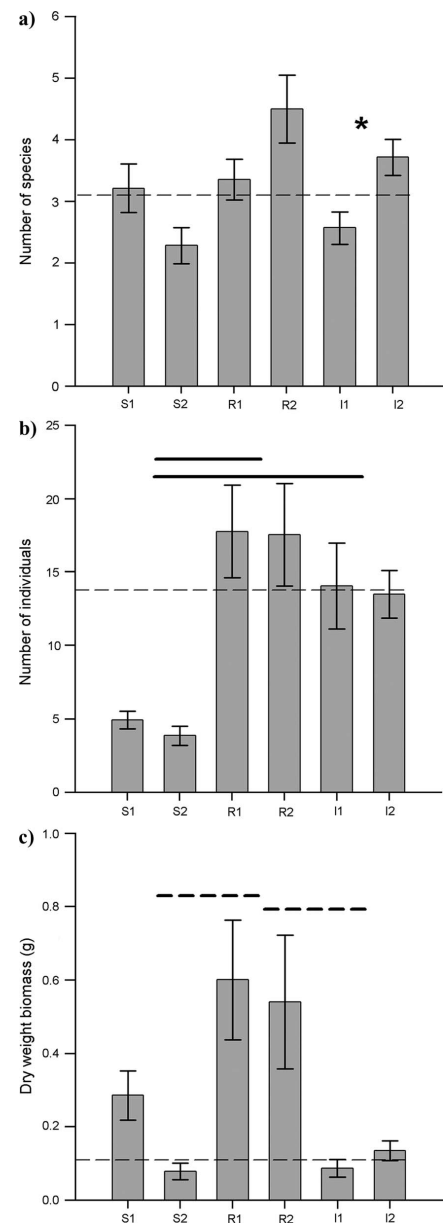 a)
Number of species
6
5
4
3
2
1
0
*
S1 S2 R1 R2 I1 I2
b)
Number of individuals
25
20
15
10
5
0
S1 S2 R1 R2 I1 I2
c)
Dry weight biomass (g)
1.0
0.8
0.6
0.4
0.2
0.0
S1 S2 R1 R2 I1 I2